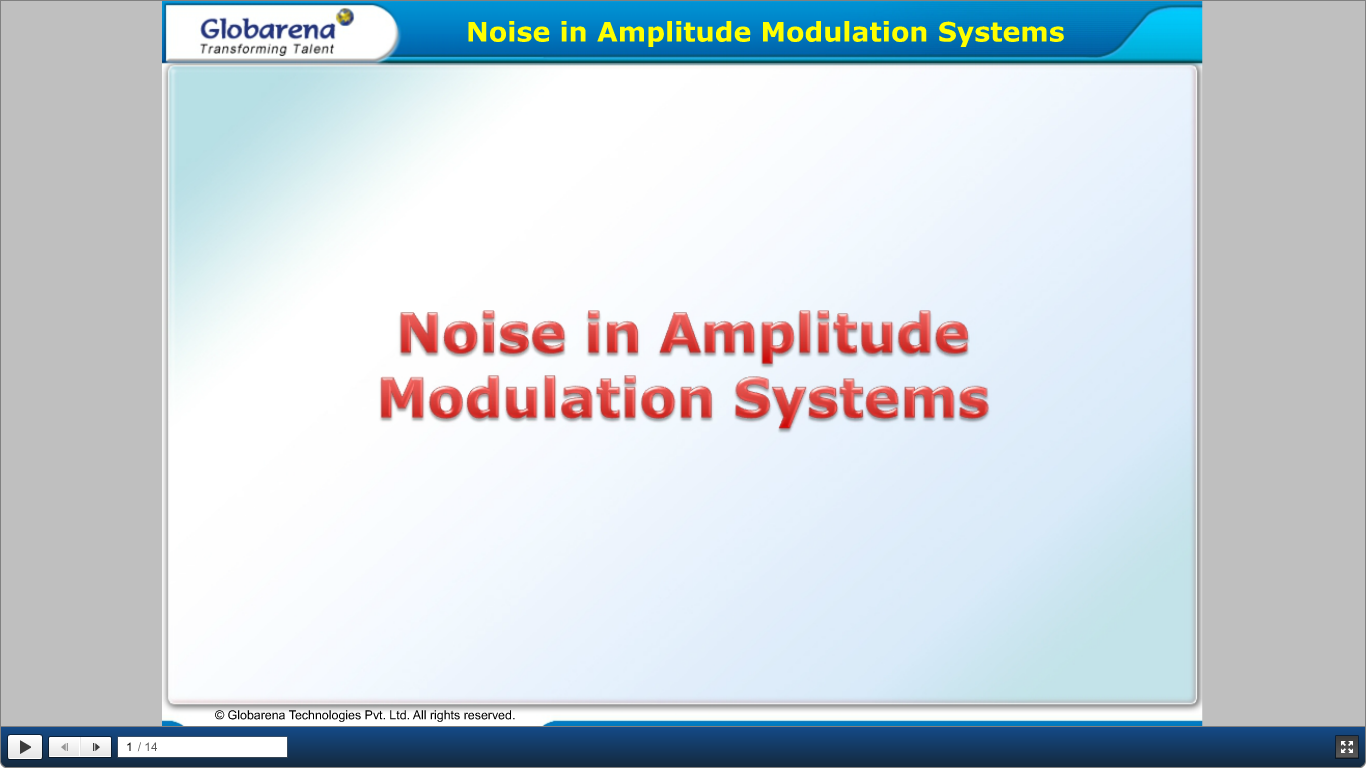 Globarena
Transforming Talent
Noise in Amplitude Modulation Systems
Noise in Amplitude
Modulation Systems
© Globarena Technologies Pvt. Ltd. All rights reserved.
1 / 14